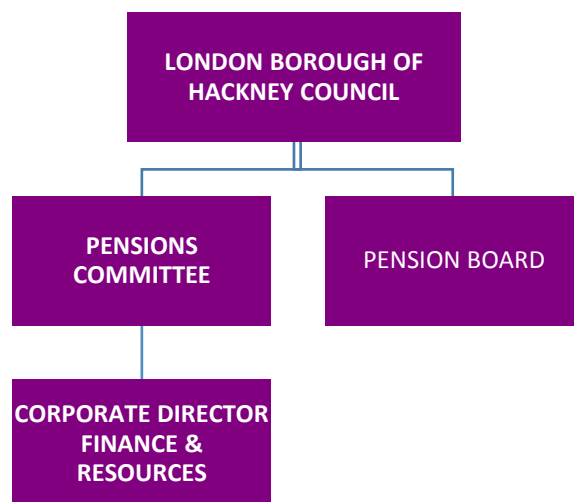 LONDON BOROUGH OF
HACKNEY COUNCIL
PENSIONS
COMMITTEE
PENSION BOARD
CORPORATE DIRECTOR
FINANCE &
RESOURCES